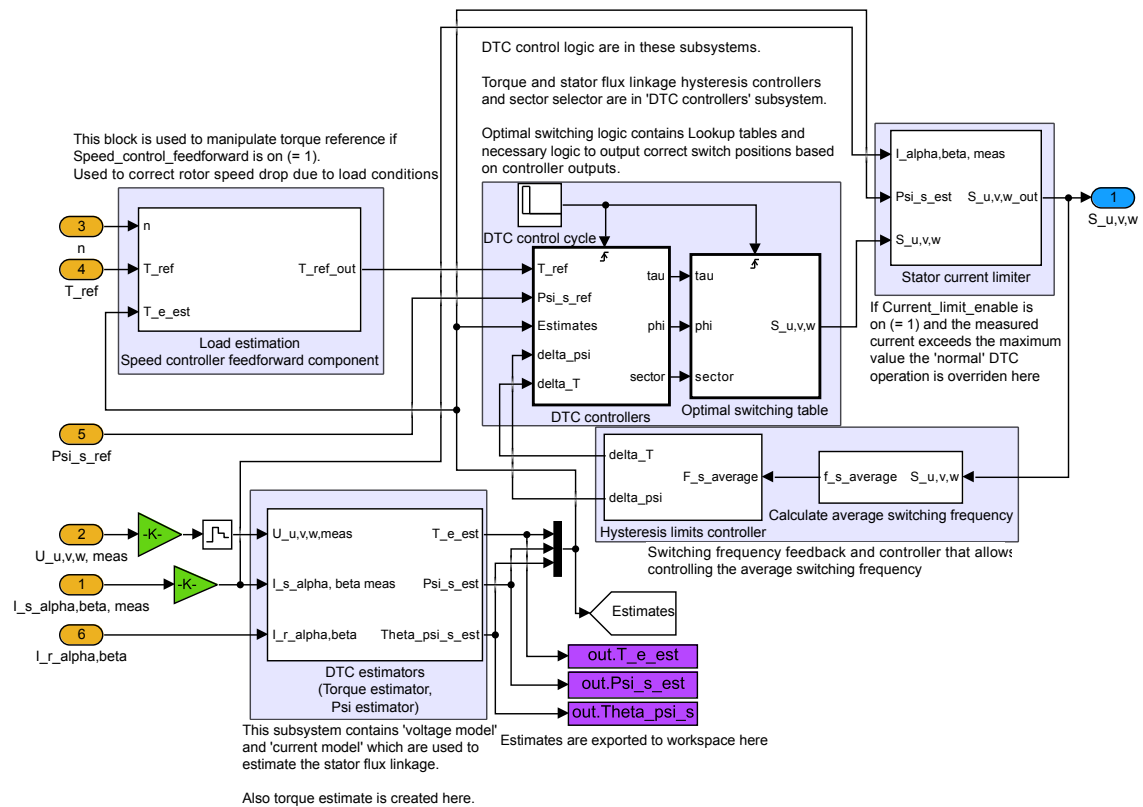 DTC control logic are in these subsystems.
Torque and stator flux linkage hysteresis controllers
and sector selector are in 'DTC controllers' subsystem.
Optimal switching logic contains Lookup tables and
necessary logic to output correct switch positions based
on controller outputs.
This block is used to manipulate torque reference if
Speed_control_feedforward is on (= 1).
Used to correct rotor speed drop due to load conditions
3
n
4
T_ref
n
T_ref
T_e_est
T_ref_out
Load estimation
Speed controller feedforward component
5
Psi_s_ref
DTC control cycle
T_ref
Psi_s_ref
Estimates
delta_psi
delta_T
tau
phi
sector
DTC controllers
tau
phi
sector
S_u,v,w
Optimal switching table
I_alpha,beta, meas
Psi_s_est
S_u,v,w
S_u,v,w_out
Stator current limiter
1
S_u,v,w
If Current_limit_enable is
on (= 1) and the measured
current exceeds the maximum
value the 'normal' DTC
operation is overriden here
delta_T
delta_psi
F_s_average
Hysteresis limits controller
f_s_average
S_u,v,w
Calculate average switching frequency
Switching frequency feedback and controller that allows
controlling the average switching frequency
2
U_u,v,w, meas
-K-
1
I_s_alpha,beta, meas
-K-
6
I_r_alpha,beta
U_u,v,w,meas
I_s_alpha, beta meas
I_r_alpha,beta
T_e_est
Psi_s_est
Theta_psi_s_est
DTC estimators
(Torque estimator,
Psi estimator)
This subsystem contains 'voltage model'
and 'current model' which are used to
estimate the stator flux linkage.
Also torque estimate is created here.
Estimates
out.T_e_est
out.Psi_s_est
out.Theta_psi_s
Estimates are exported to workspace here